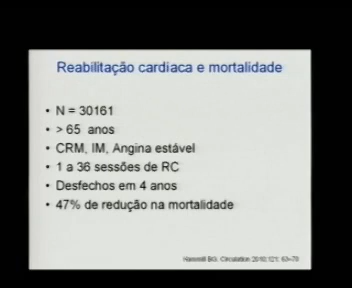 Reabilitação cardiaca e mortalidade
• N = 30161
• > 65 anos
• CRM, IM, Angina estável
• 1 a 36 sessões de RC
• Desfechos em 4 anos
• 47% de redução na mortalidade
Hammill BG. Circulation 2010;121: 63-70